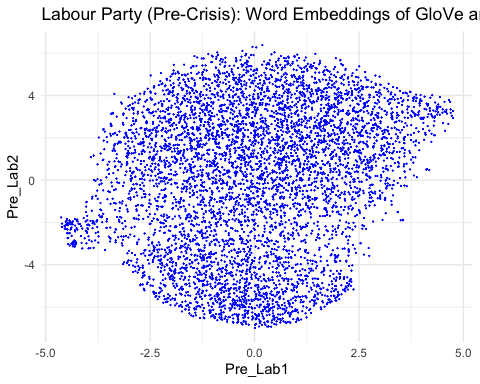 Labour Party (Pre-Crisis): Word Embeddings of GloVe
4
0
-4
Pre_Lab2
-5.0 -2.5 0.0 2.5 5.0
Pre_Lab1